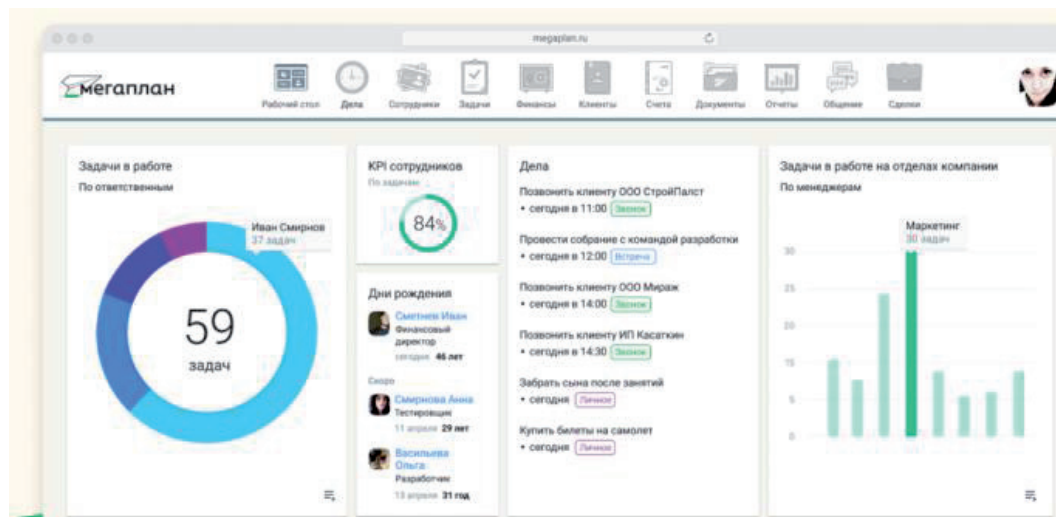 megaplan.ru
мегаплан
Рабочий стол
Дела
Сотрудники
Задачи
Финансы
Клиенты
Счета
Документы
Отчеты
Общение
Сделки
Задачи в работе
По ответственным
Иван Смирнов
37 задач
59
задач
KPI сотрудников
По задачам
84%
Дни рождения
Сметнев Иван
Финансовый
директор
сегодня 46 лет
Скоро
Смирнова Анна
Тестировщик
11 апреля 29 лет
Васильева
Ольга
Разработчик
13 апреля 31 год
Дела
Позвонить клиенту ООО СтройПалст
• сегодня в 11:00 Звонок
Провести собрание с командой разработки
• сегодня в 12:00 Встреча
Позвонить клиенту ООО Мираж
• сегодня в 14:00 Звонок
Позвонить клиенту ИП Касаткин
• сегодня в 14:30 Звонок
Забрать сына после занятий
• сегодня Личное
Купить билеты на самолет
• сегодня Личное
Задачи в работе на отделах компании
По менеджерам
Маркетинг
30 задач
30
25
20
15
5
0